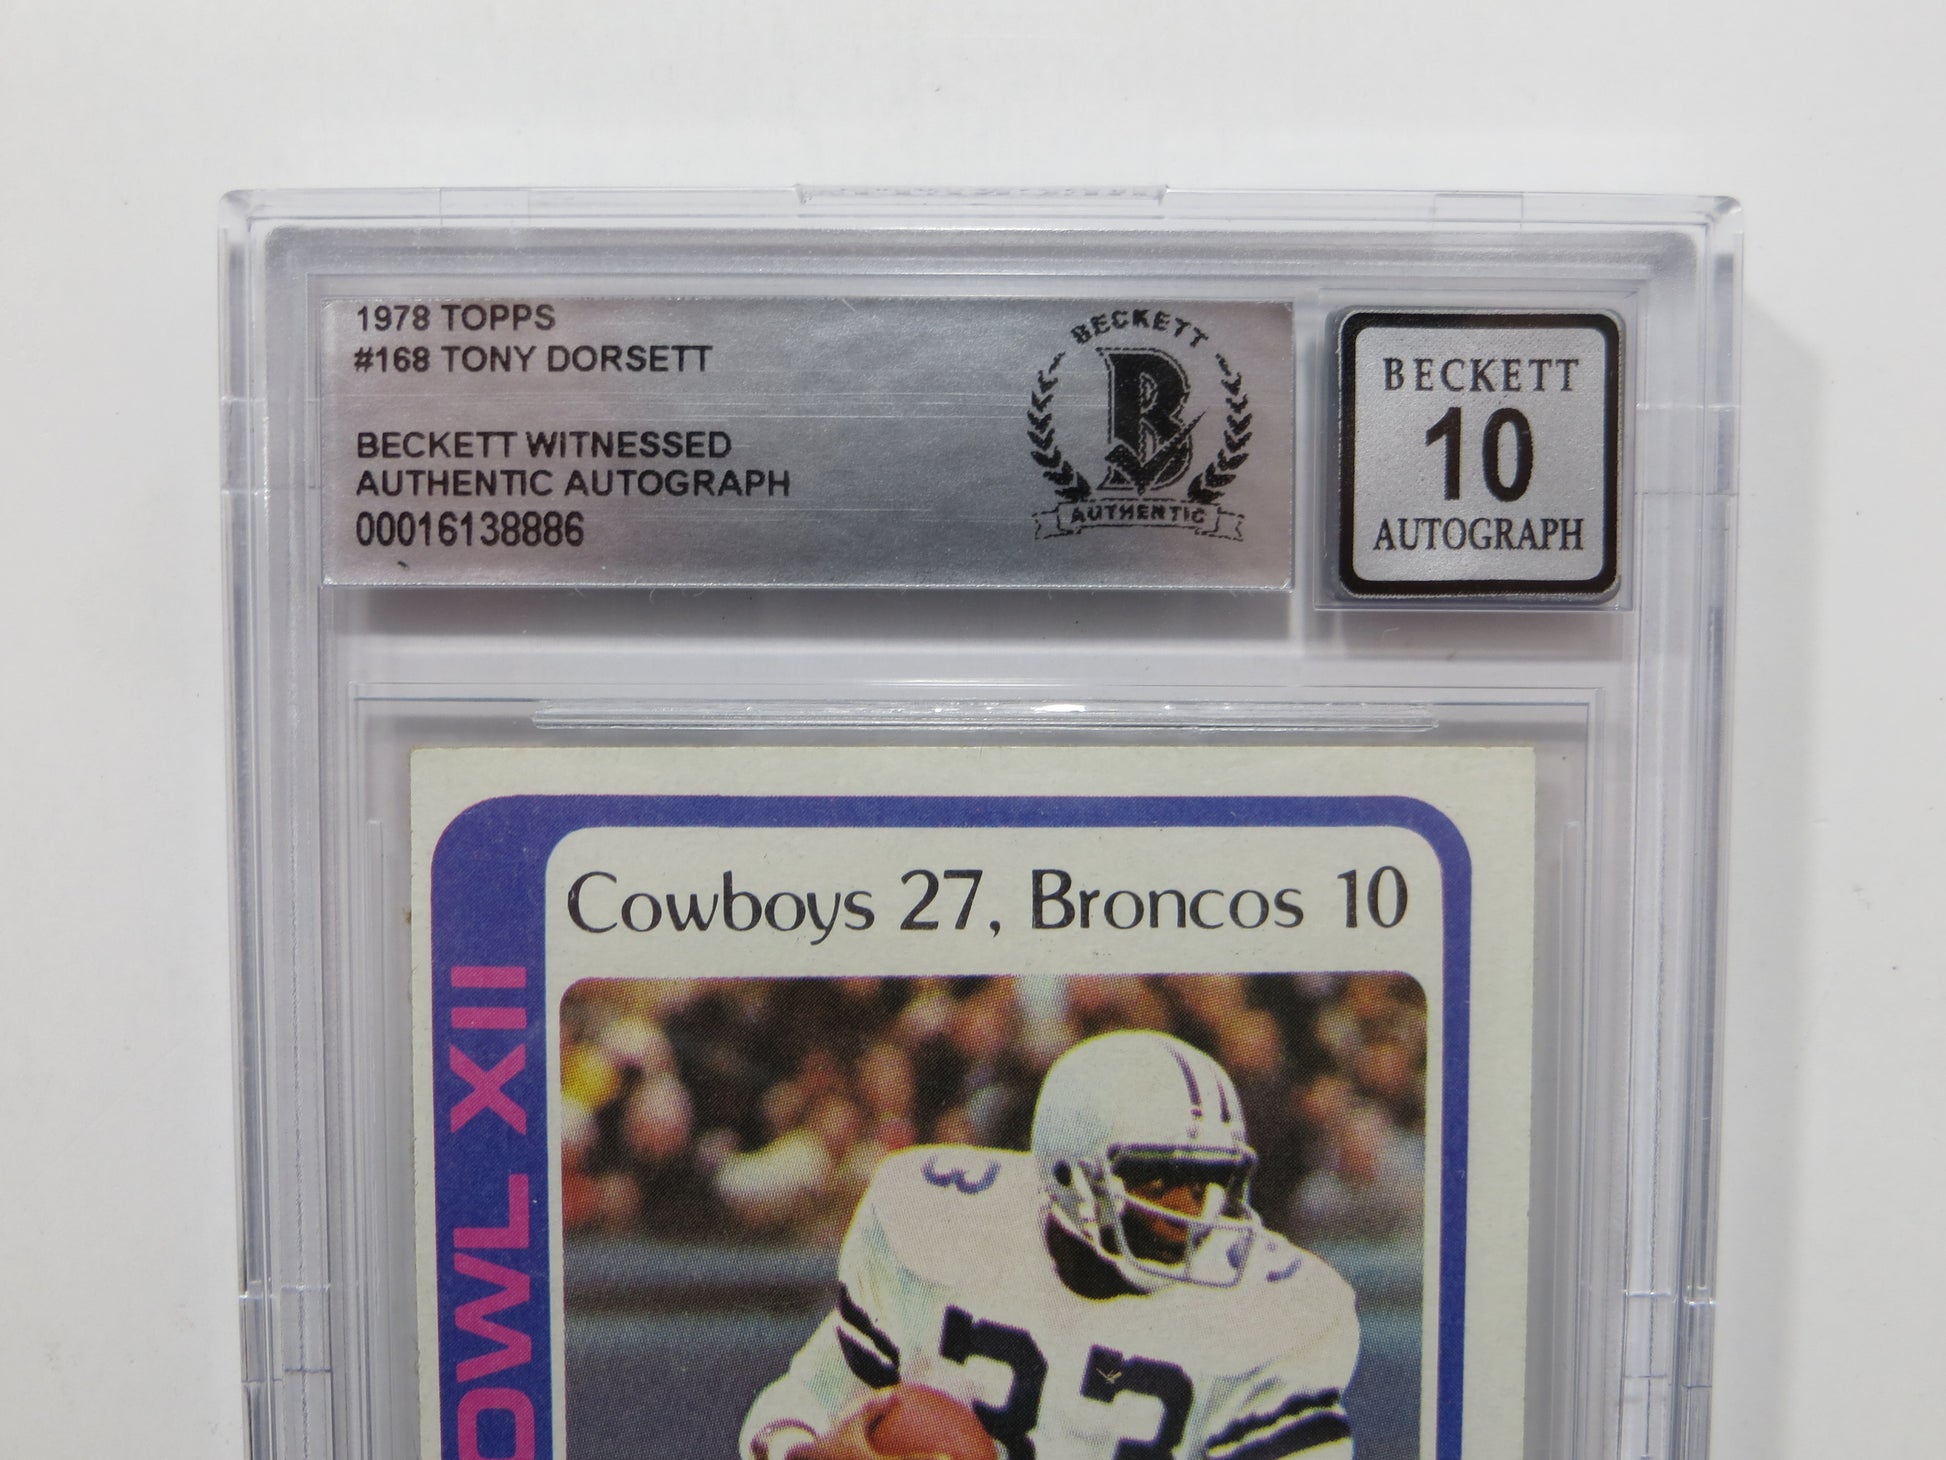 1978 TOPPS
#168 TONY DORSETT
BECKETT WITNESSED
AUTHENTIC AUTOGRAPH
00016138886
BECKETT
B
AUTHENTIC
BECKETT
10
AUTOGRAPH
Cowboys 27, Broncos 10
OWL XII
3
33